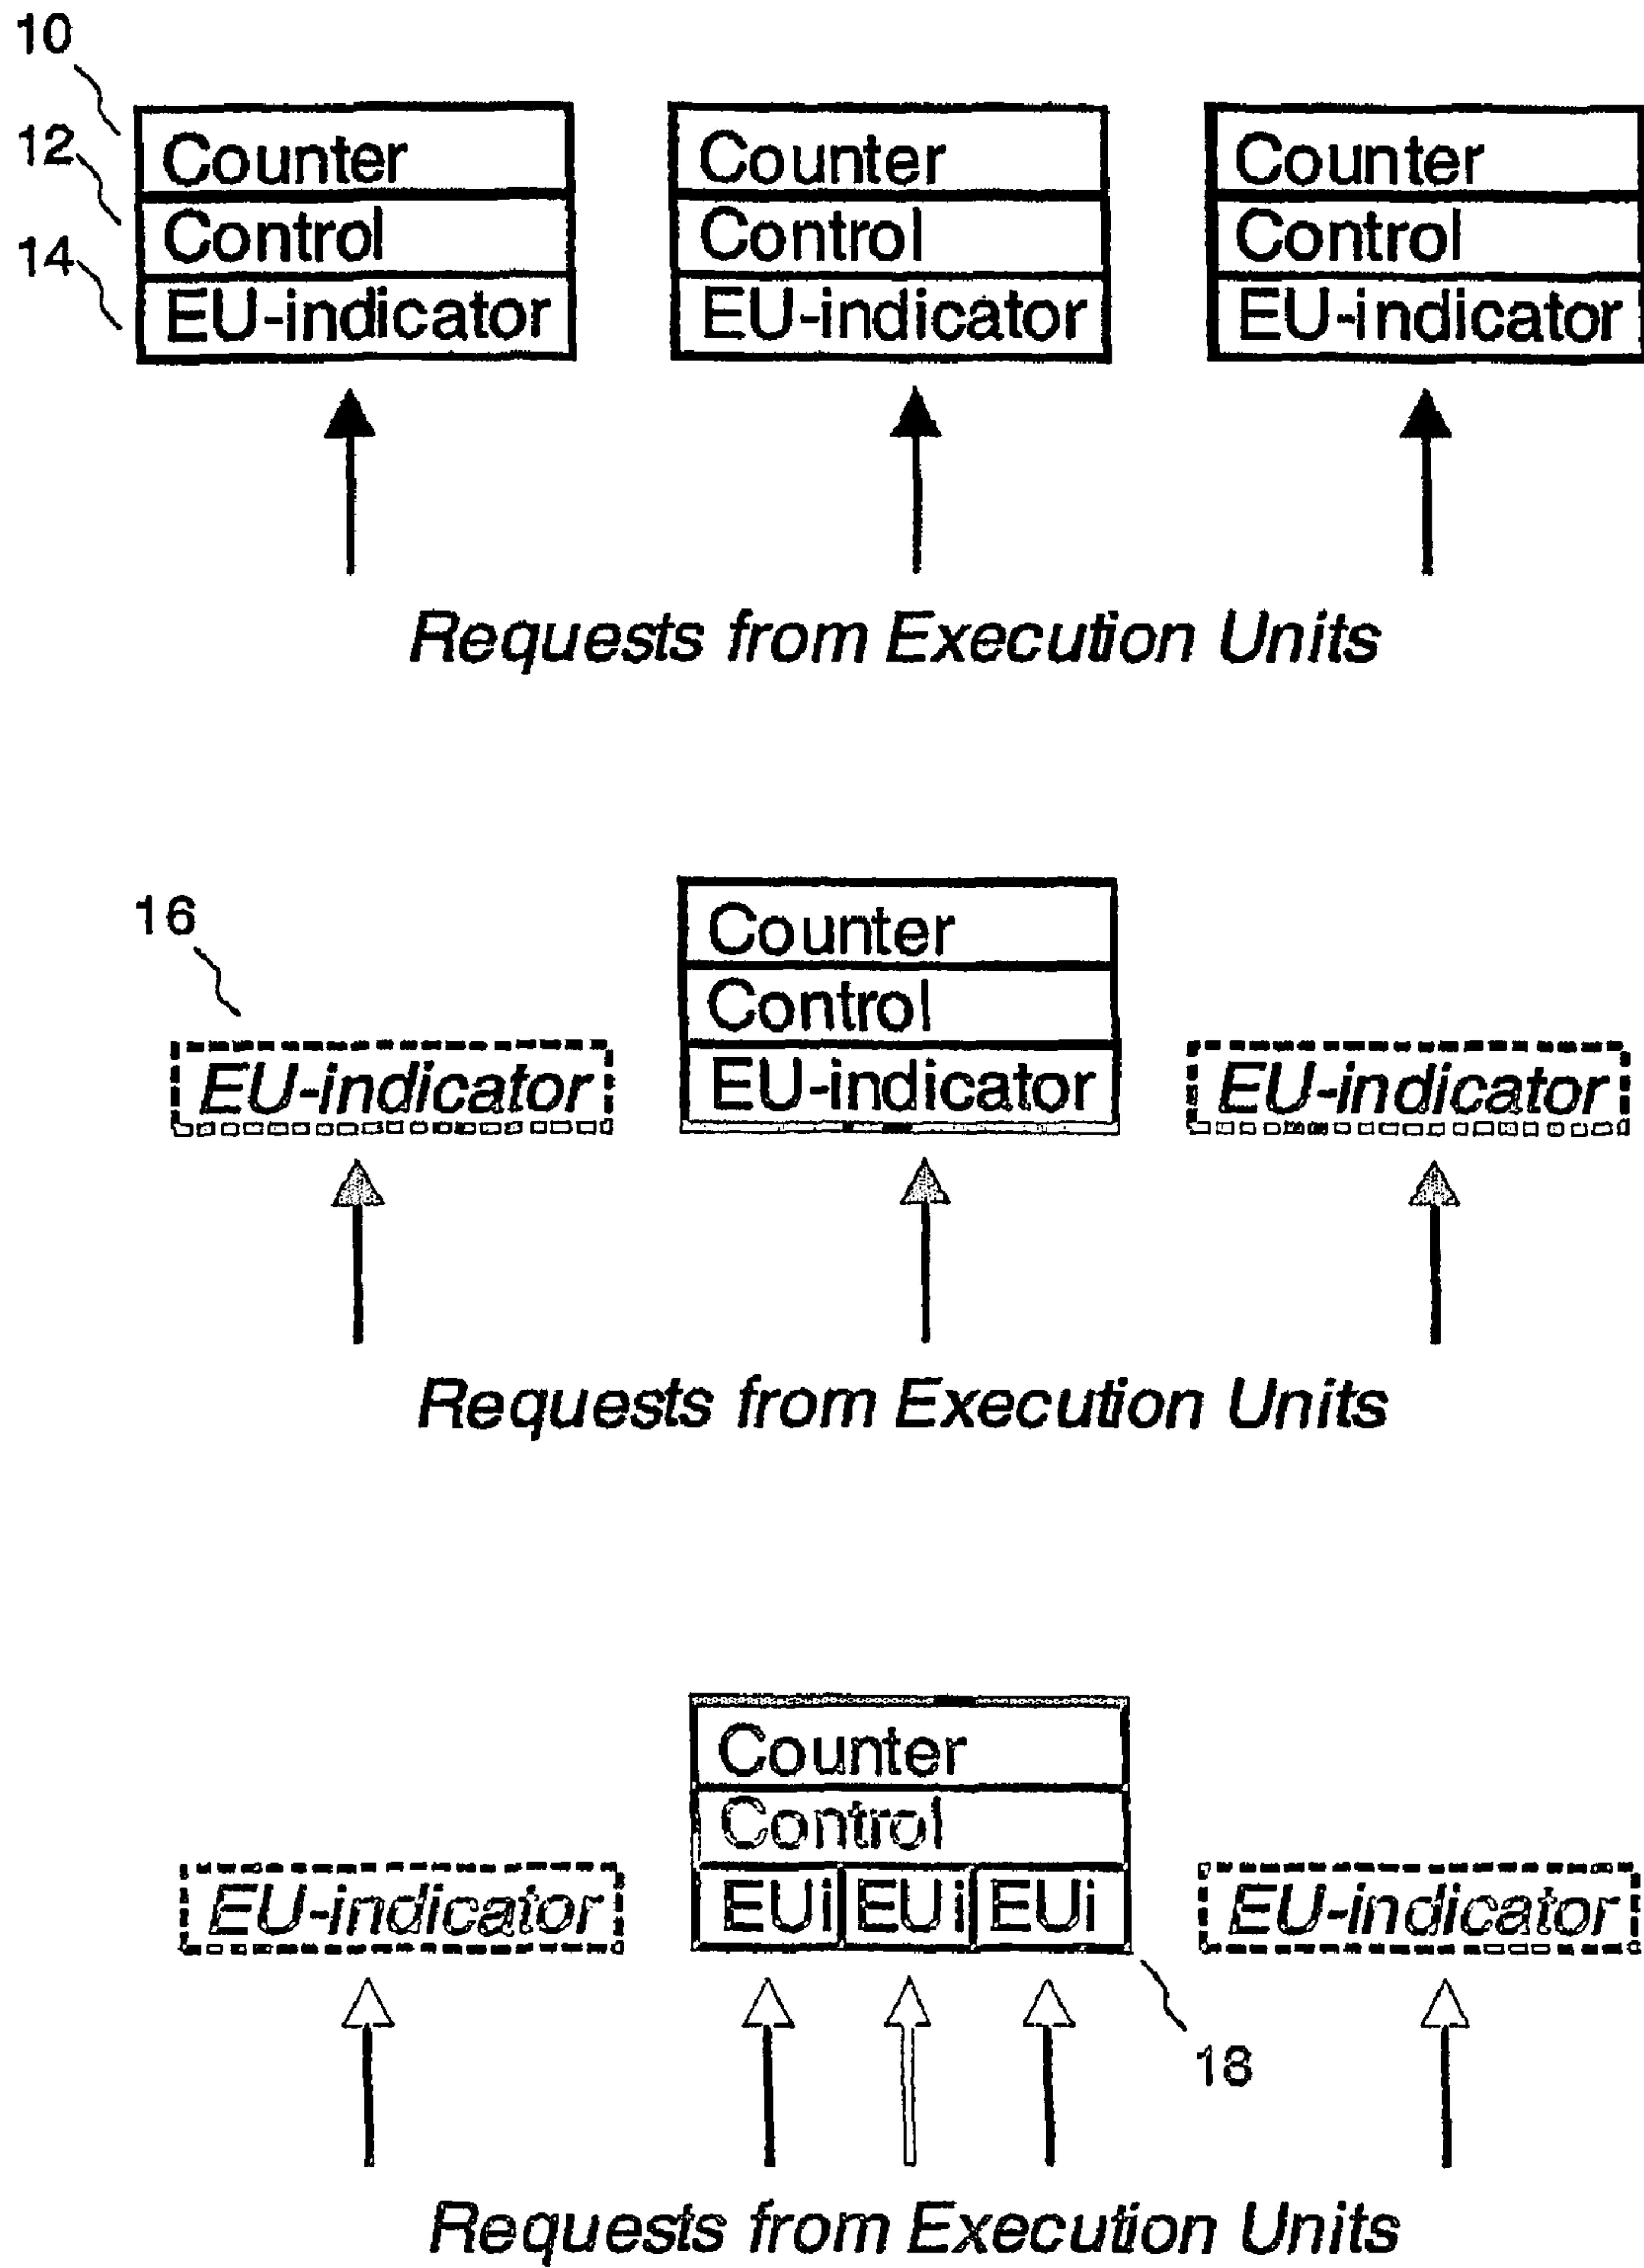 10
12
14
Counter Counter Counter
Control Control Control
EU-indicator EU-indicator EU-indicator
Requests from Execution Units
16
Counter
Control
EU-indicator EU-indicator EU-indicator
Requests from Execution Units
Counter
Control
EU-indicator EUi EUi EUi EU-indicator
18
Requests from Execution Units